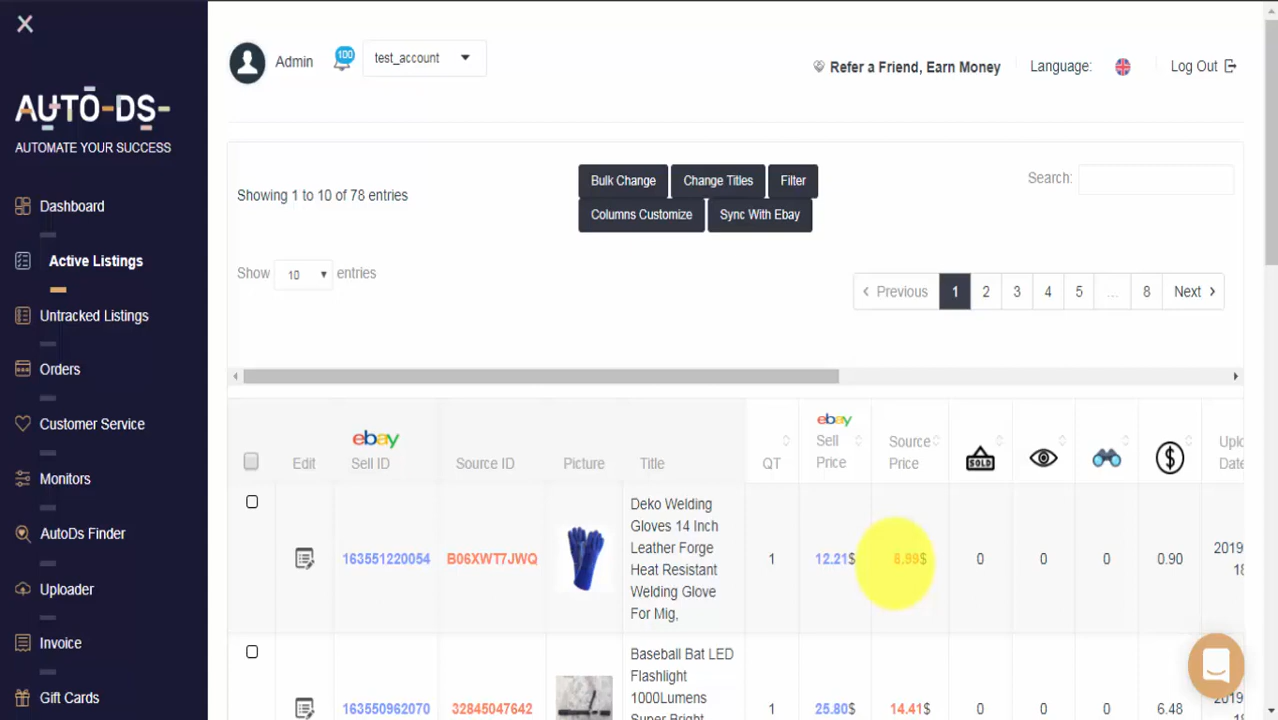 AUTO-DS-
AUTOMATE YOUR SUCCESS
Dashboard
Active Listings
Untracked Listings
Orders
Customer Service
Monitors
AutoDs Finder
Uploader
Invoice
Gift Cards
Admin
100
test_account
Refer a Friend, Earn Money
Language:
Log Out
Showing 1 to 10 of 78 entries
Bulk Change
Change Titles
Filter
Columns Customize
Sync With Ebay
Search:
Show 10 entries
Previous 1 2 3 4 5 ... 8 Next
Edit
ebay
Sell ID
Source ID
Picture
Title
QT
ebay
Sell
Price
Source
Price
SOLD
$
Deko Welding
Gloves 14 Inch
Leather Forge
Heat Resistant
Welding Glove
For Mig,
163551220054 B06XWT7JWQ 1 12.21$ 8.99$ 0 0 0 0.90 2019
Baseball Bat LED
Flashlight
1000Lumens
Super Bright
163550962070 32845047642 1 25.80$ 14.41$ 0 0 0 6.48 2019